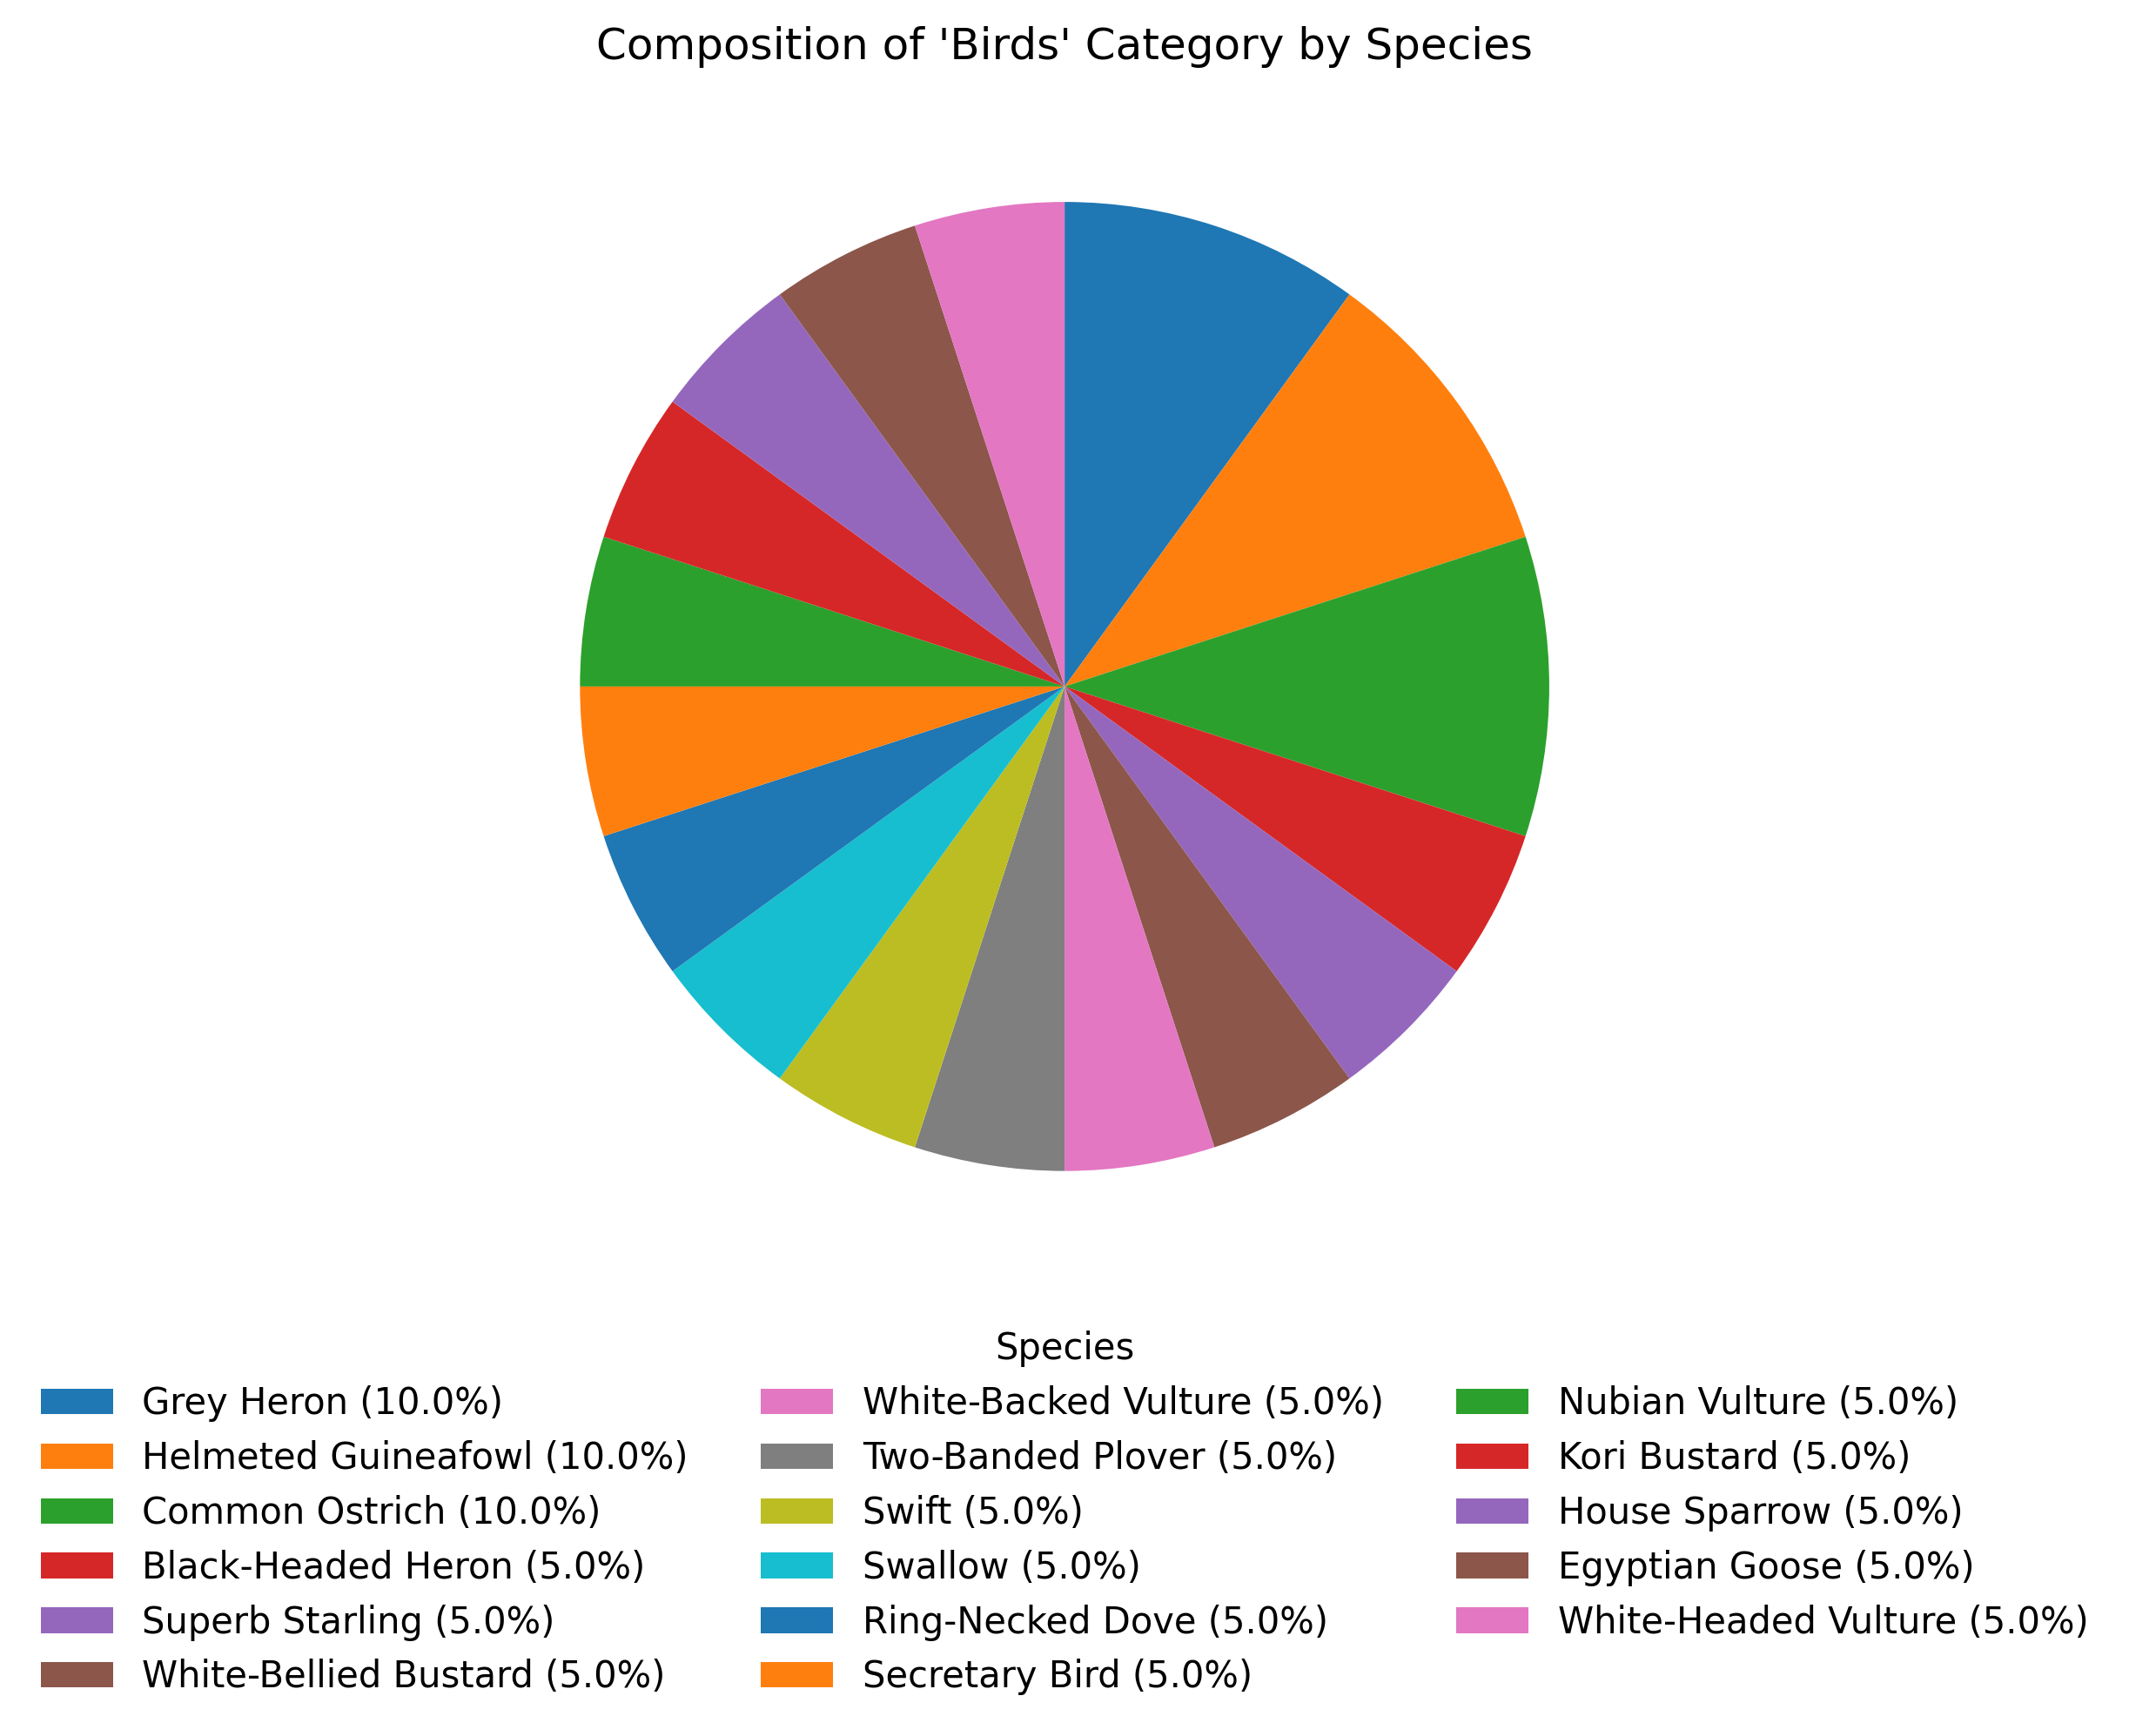 Composition of 'Birds' Category by Species
Species
Grey Heron (10.0%)
Helmeted Guineafowl (10.0%)
Common Ostrich (10.0%)
Black-Headed Heron (5.0%)
Superb Starling (5.0%)
White-Bellied Bustard (5.0%)
White-Backed Vulture (5.0%)
Two-Banded Plover (5.0%)
Swift (5.0%)
Swallow (5.0%)
Ring-Necked Dove (5.0%)
Secretary Bird (5.0%)
Nubian Vulture (5.0%)
Kori Bustard (5.0%)
House Sparrow (5.0%)
Egyptian Goose (5.0%)
White-Headed Vulture (5.0%)